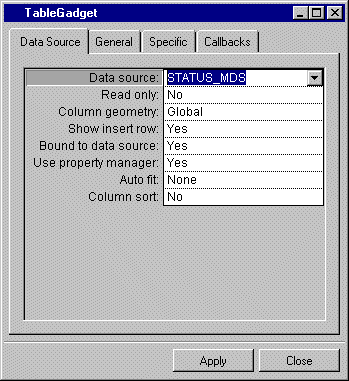 TableGadget
Data Source General Specific Callbacks
Data source: STATUS_MDS
Read only: No
Column geometry: Global
Show insert row: Yes
Bound to data source: Yes
Use property manager: Yes
Auto fit: None
Column sort: No
Apply Close